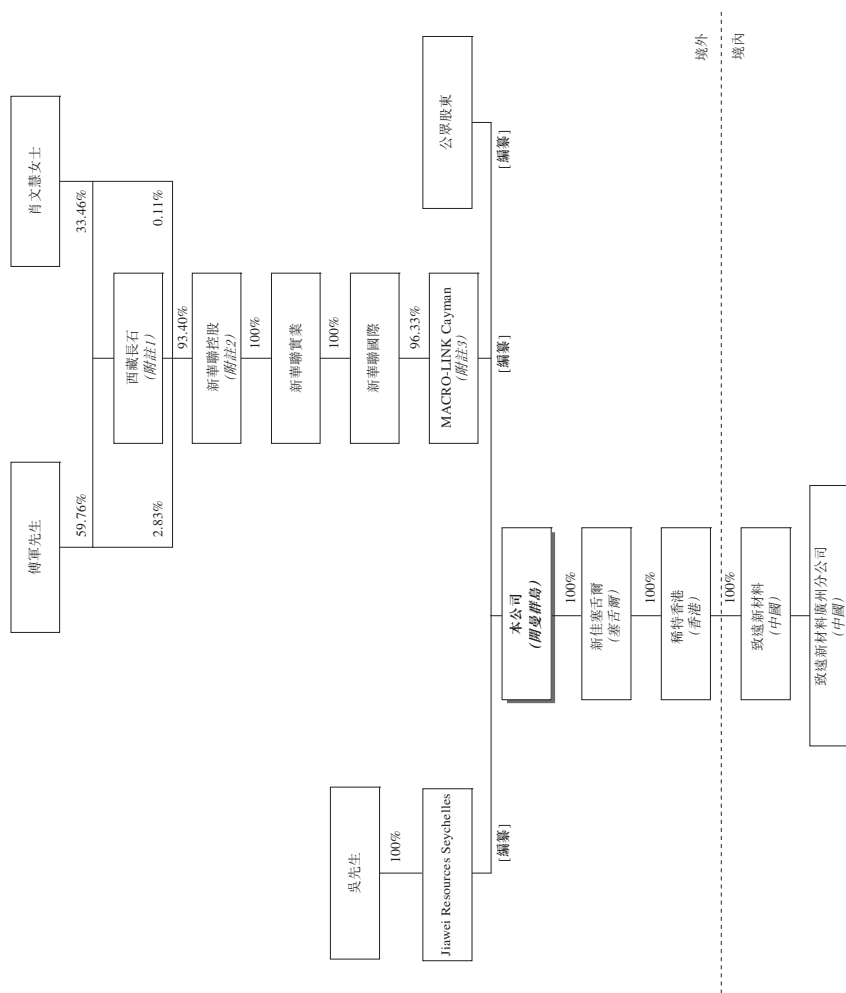 傅軍先生
肖文慧女士
59.76%
33.46%
西藏長石
(附註1)
2.83%
93.40%
0.11%
新華聯控股
(附註2)
100%
新華聯實業
100%
新華聯國際
96.33%
吳先生
100%
Jiawei Resources Seychelles
MACRO-LINK Cayman
(附註3)
公眾股東
[編纂]
[編纂]
[編纂]
本公司
(開曼群島)
100%
新佳塞舌爾
(塞舌爾)
100%
稀特香港
(香港)
境外
100%
境內
致遠新材料
(中國)
致遠新材料廣州分公司
(中國)